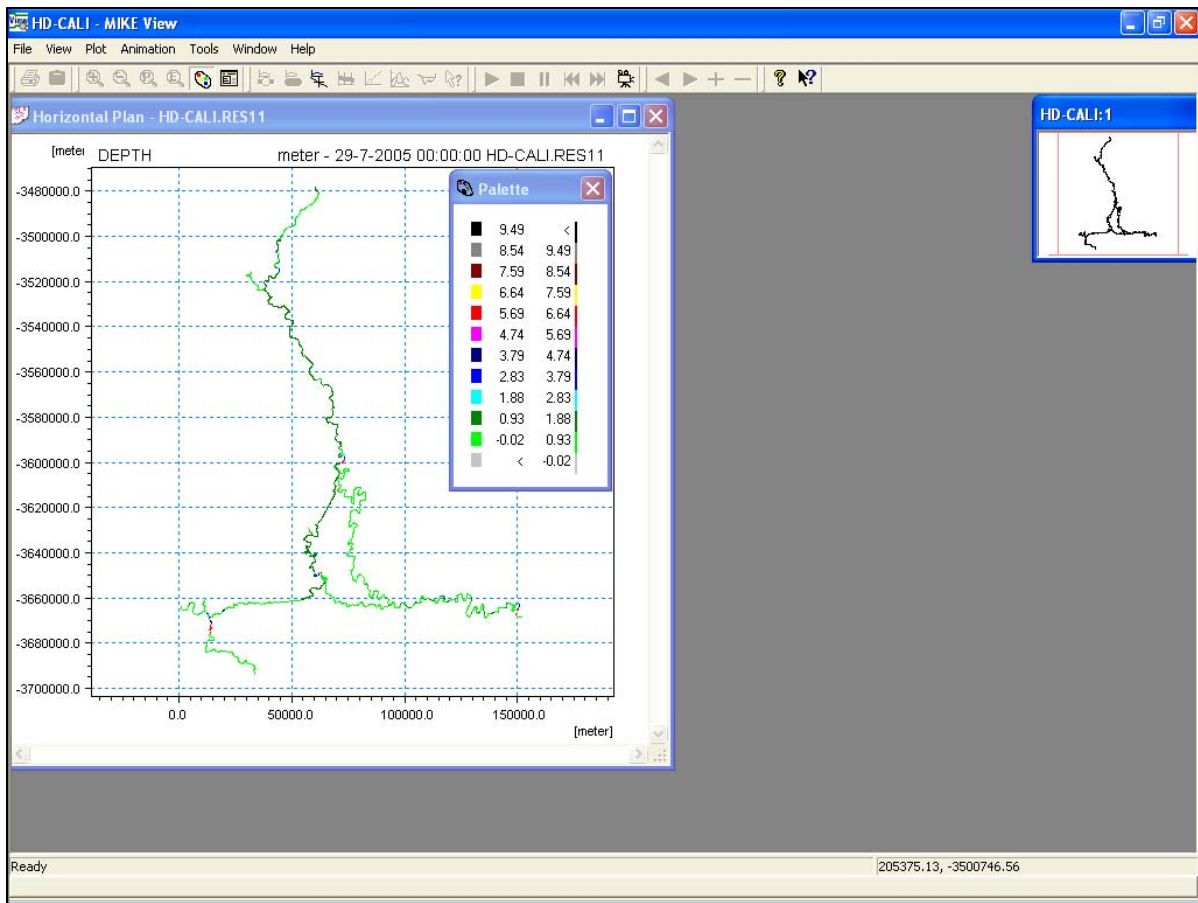 HD-CALI - MIKE View
File View Plot Animation Tools Window Help
Horizontal Plan - HD-CALI.RES11
HD-CALI:1
[meter DEPTH meter - 29-7-2005 00:00:00 HD-CALI.RES11
Palette
9.49 <
8.54 9.49
7.59 8.54
6.64 7.59
5.69 6.64
4.74 5.69
3.79 4.74
2.83 3.79
1.88 2.83
0.93 1.88
-0.02 0.93
< -0.02
-3480000.0
-3500000.0
-3520000.0
-3540000.0
-3560000.0
-3580000.0
-3600000.0
-3620000.0
-3640000.0
-3660000.0
-3680000.0
-3700000.0
0.0 50000.0 100000.0 150000.0
[meter]
Ready 205375.13, -3500746.56